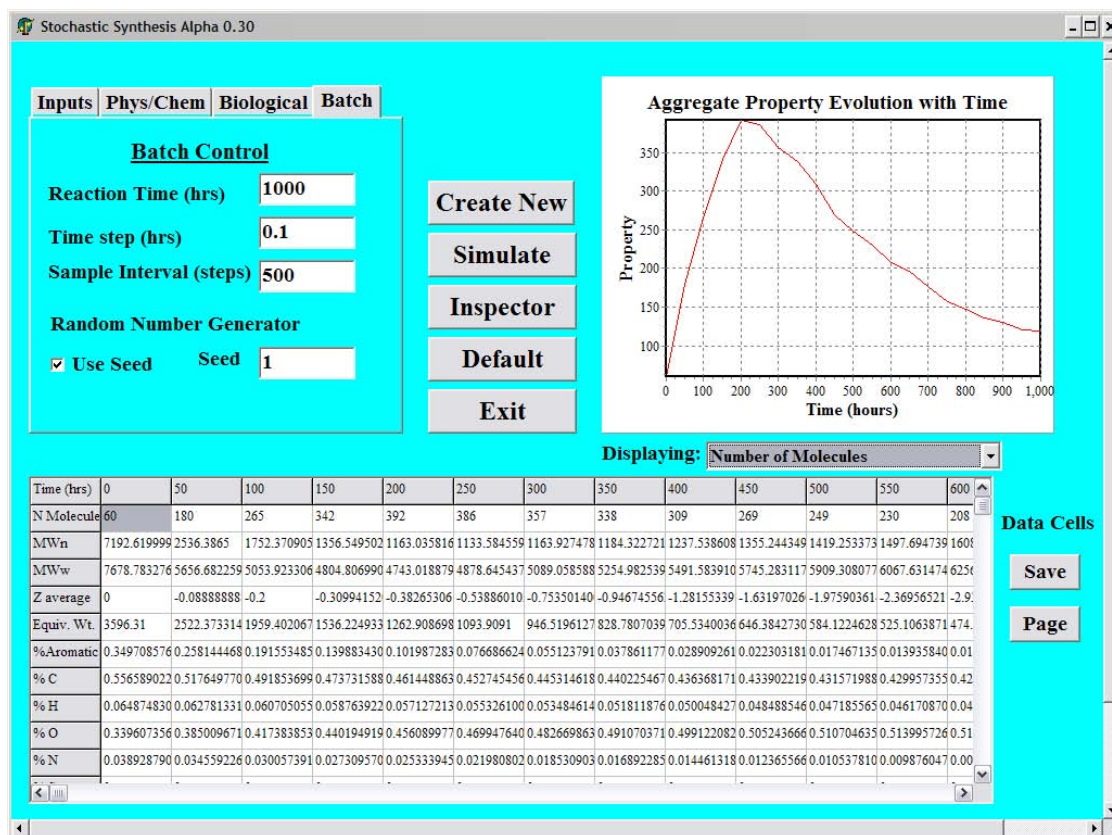 Stochastic Synthesis Alpha 0.30
Inputs Phys/Chem Biological Batch
Batch Control
Reaction Time (hrs) 1000
Time step (hrs) 0.1
Sample Interval (steps) 500
Random Number Generator
Use Seed Seed 1
Create New
Simulate
Inspector
Default
Exit
Aggregate Property Evolution with Time
Property
350
300
250
200
150
100
0 100 200 300 400 500 600 700 800 900 1,000
Time (hours)
Displaying: Number of Molecules
Time (hrs) 0 50 100 150 200 250 300 350 400 450 500 550 600
N Molecule 60 180 265 342 392 386 357 338 309 269 249 230 208
MWn 7192.619999 2536.3865 1752.370905 1356.549502 1163.035816 1133.584559 1163.927478 1184.322721 1237.538608 1355.244349 1419.253373 1497.694739 1608
MWw 7678.783276 5656.682259 5053.923306 4804.806990 4743.018879 4878.645437 5089.058588 5254.982539 5491.583910 5745.283117 5909.308077 6067.631474 6256
Z average 0 -0.08888888 -0.2 -0.30994152 -0.38265306 -0.53886010 -0.75350140 -0.94674556 -1.28155339 -1.63197026 -1.97590361 -2.36956521 -2.9
Equiv. Wt. 3596.31 2522.373314 1959.402067 1536.224933 1262.908698 1093.9091 946.5196127 828.7807039 705.5340036 646.3842730 584.1224628 525.1063871 474.
%Aromatic 0.349708576 0.258144468 0.191553485 0.139883430 0.101987283 0.076686624 0.055123791 0.037861177 0.028909261 0.022303181 0.017467135 0.013935840 0.01
% C 0.556589022 0.517649770 0.491853699 0.473731588 0.461448863 0.452745456 0.445314618 0.440225467 0.436368171 0.433902219 0.431571988 0.429957355 0.42
% H 0.064874830 0.062781331 0.060705055 0.058763922 0.057127213 0.055326100 0.053484614 0.051811876 0.050048427 0.048488546 0.047185565 0.046170870 0.04
% O 0.339607356 0.385009671 0.417383853 0.440194919 0.456089977 0.469947640 0.482669863 0.491070371 0.499122082 0.505243666 0.510704635 0.513995726 0.51
% N 0.038928790 0.034559226 0.030057391 0.027309570 0.025333945 0.021980802 0.018530903 0.016892285 0.014461318 0.012365566 0.010537810 0.009876047 0.00
Data Cells
Save
Page